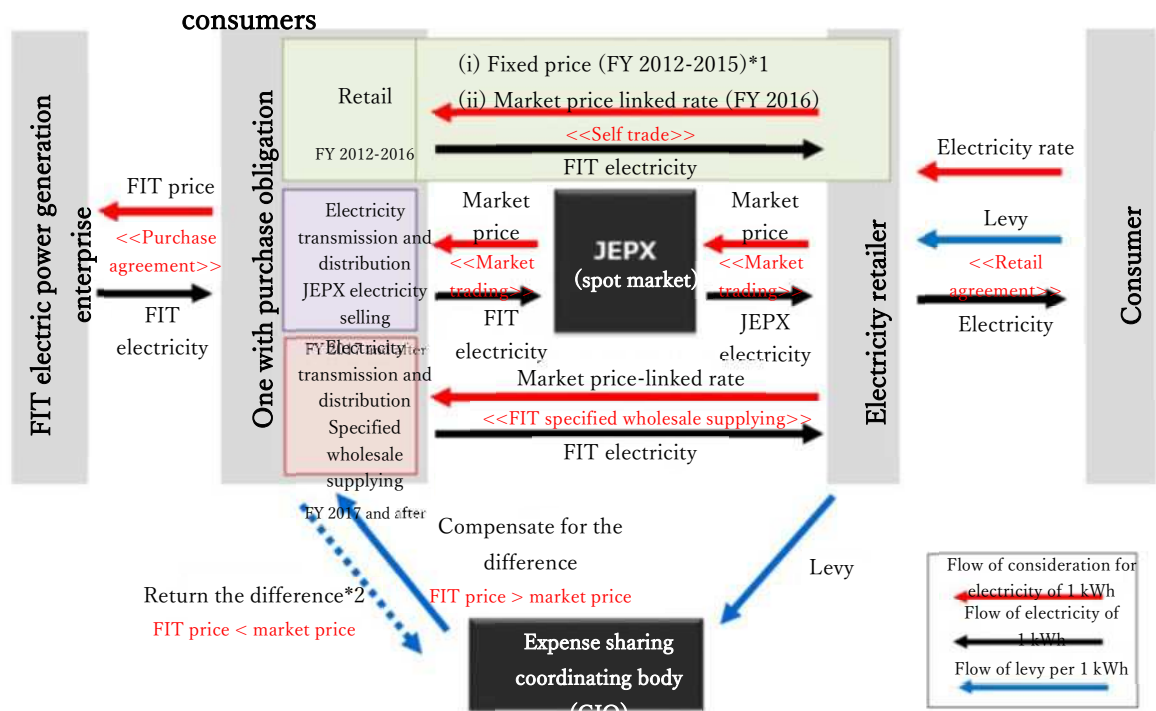 consumers
FIT electric power generation
enterprise
FIT price
<<Purchase
agreement>>
FIT
electricity
One with purchase obligation
Retail
FY 2012-2016
(i) Fixed price (FY 2012-2015)*1
(ii) Market price linked rate (FY 2016)
<<Self trade>>
FIT electricity
Electricity
transmission and
distribution
JEPX electricity
selling
FY 2017 and after
Market
price
<<Market
trading>>
FIT
electricity
JEPX
(spot market)
Market
price
<<Market
trading>>
JEPX
electricity
Electricity
transmission and
distribution
Specified
wholesale
supplying
FY 2017 and after
Market price-linked rate
<<FIT specified wholesale supplying>>
FIT electricity
Electricity retailer
Electricity rate
Levy
<<Retail
agreement>>
Electricity
Consumer
Compensate for the
difference
FIT price > market price
Return the difference*2
FIT price < market price
Levy
Expense sharing
coordinating body
(GIO)
Flow of consideration for
electricity of 1 kWh
Flow of electricity of
1 kWh
Flow of levy per 1 kWh